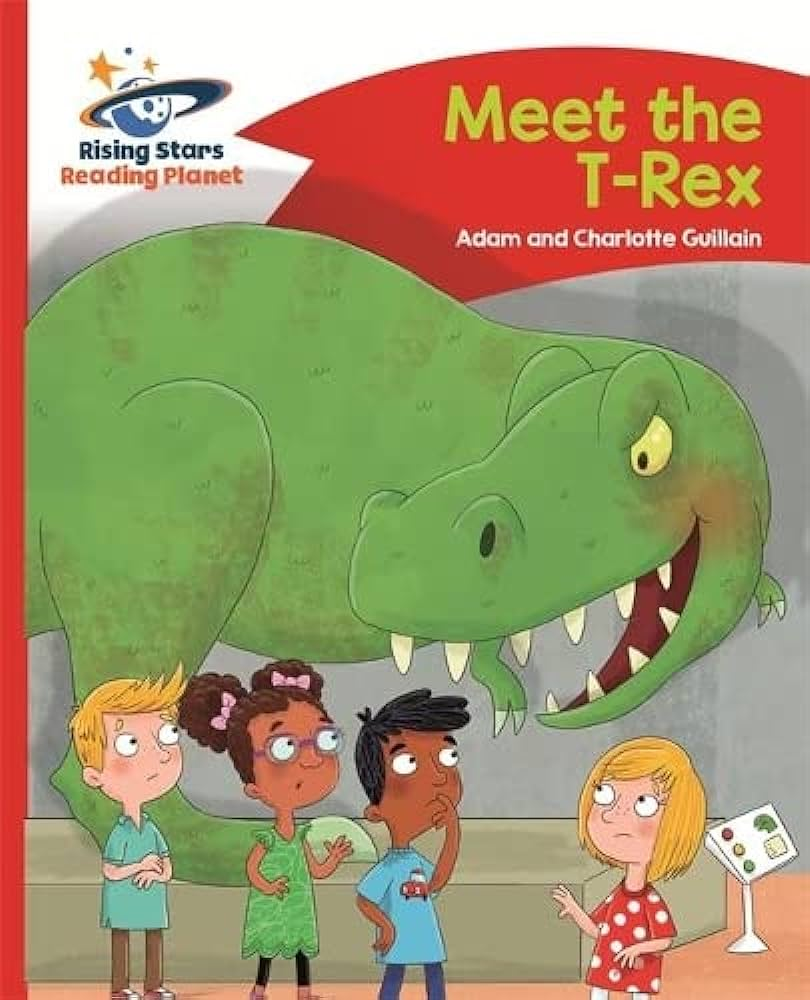 Rising Stars
Reading Planet
Meet the
T-Rex
Adam and Charlotte Guillain